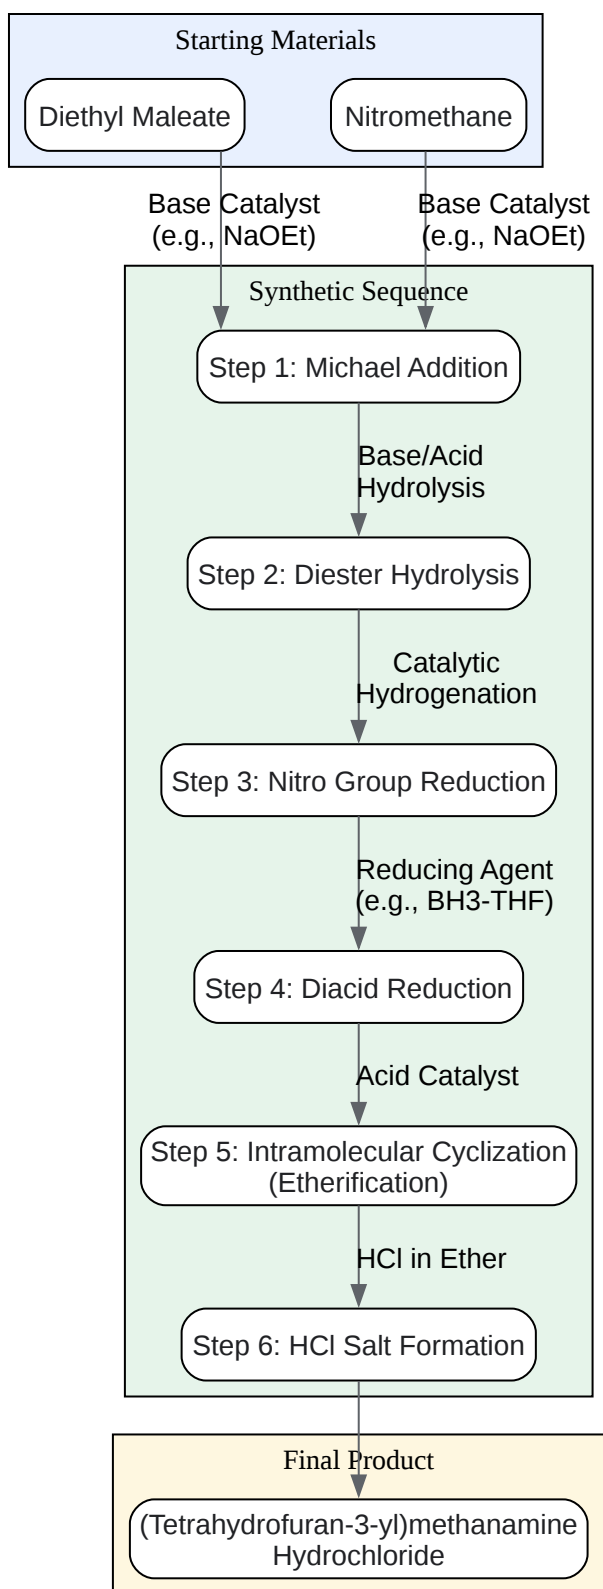 Starting Materials
Diethyl Maleate
Nitromethane
Base Catalyst
(e.g., NaOEt)
Base Catalyst
(e.g., NaOEt)
Synthetic Sequence
Step 1: Michael Addition
Base/Acid
Hydrolysis
Step 2: Diester Hydrolysis
Catalytic
Hydrogenation
Step 3: Nitro Group Reduction
Reducing Agent
(e.g., BH3-THF)
Step 4: Diacid Reduction
Acid Catalyst
Step 5: Intramolecular Cyclization
(Etherification)
HCl in Ether
Step 6: HCl Salt Formation
Final Product
(Tetrahydrofuran-3-yl)methanamine
Hydrochloride